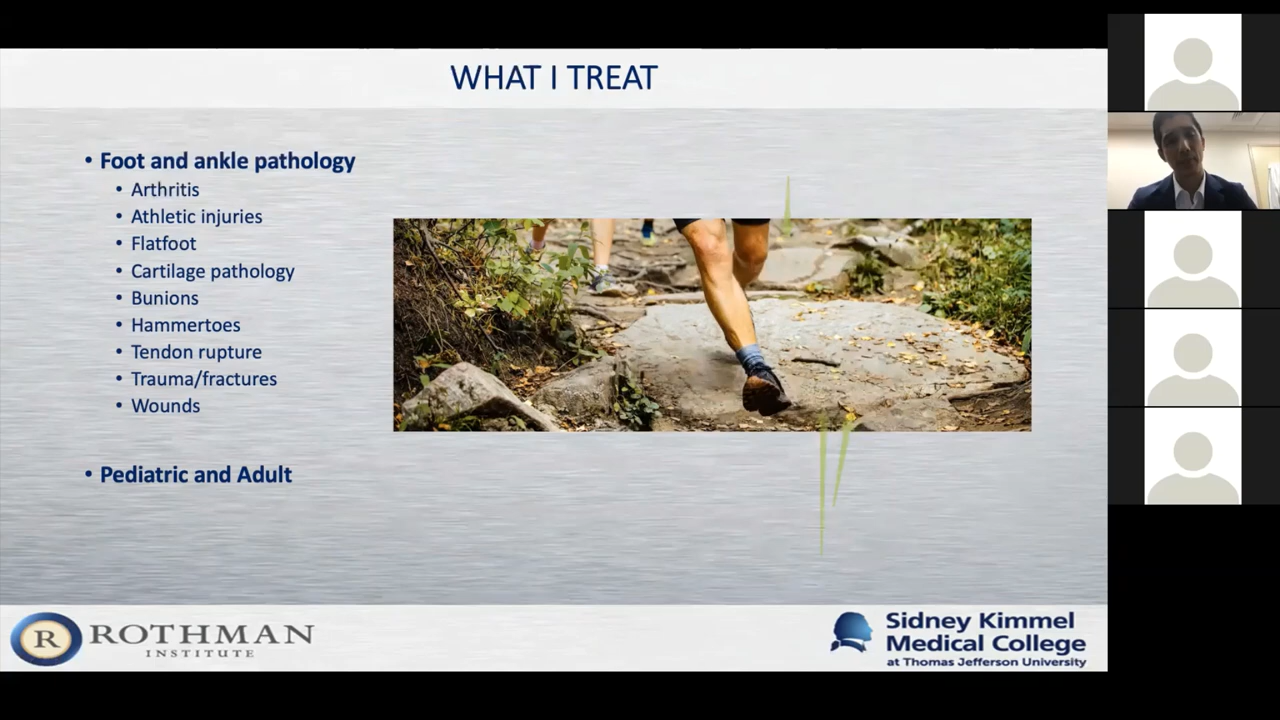 WHAT I TREAT
• Foot and ankle pathology
• Arthritis
• Athletic injuries
• Flatfoot
• Cartilage pathology
• Bunions
• Hammertoes
• Tendon rupture
• Trauma/fractures
• Wounds
• Pediatric and Adult
R ROTHMAN
INSTITUTE
Sidney Kimmel
Medical College
at Thomas Jefferson University